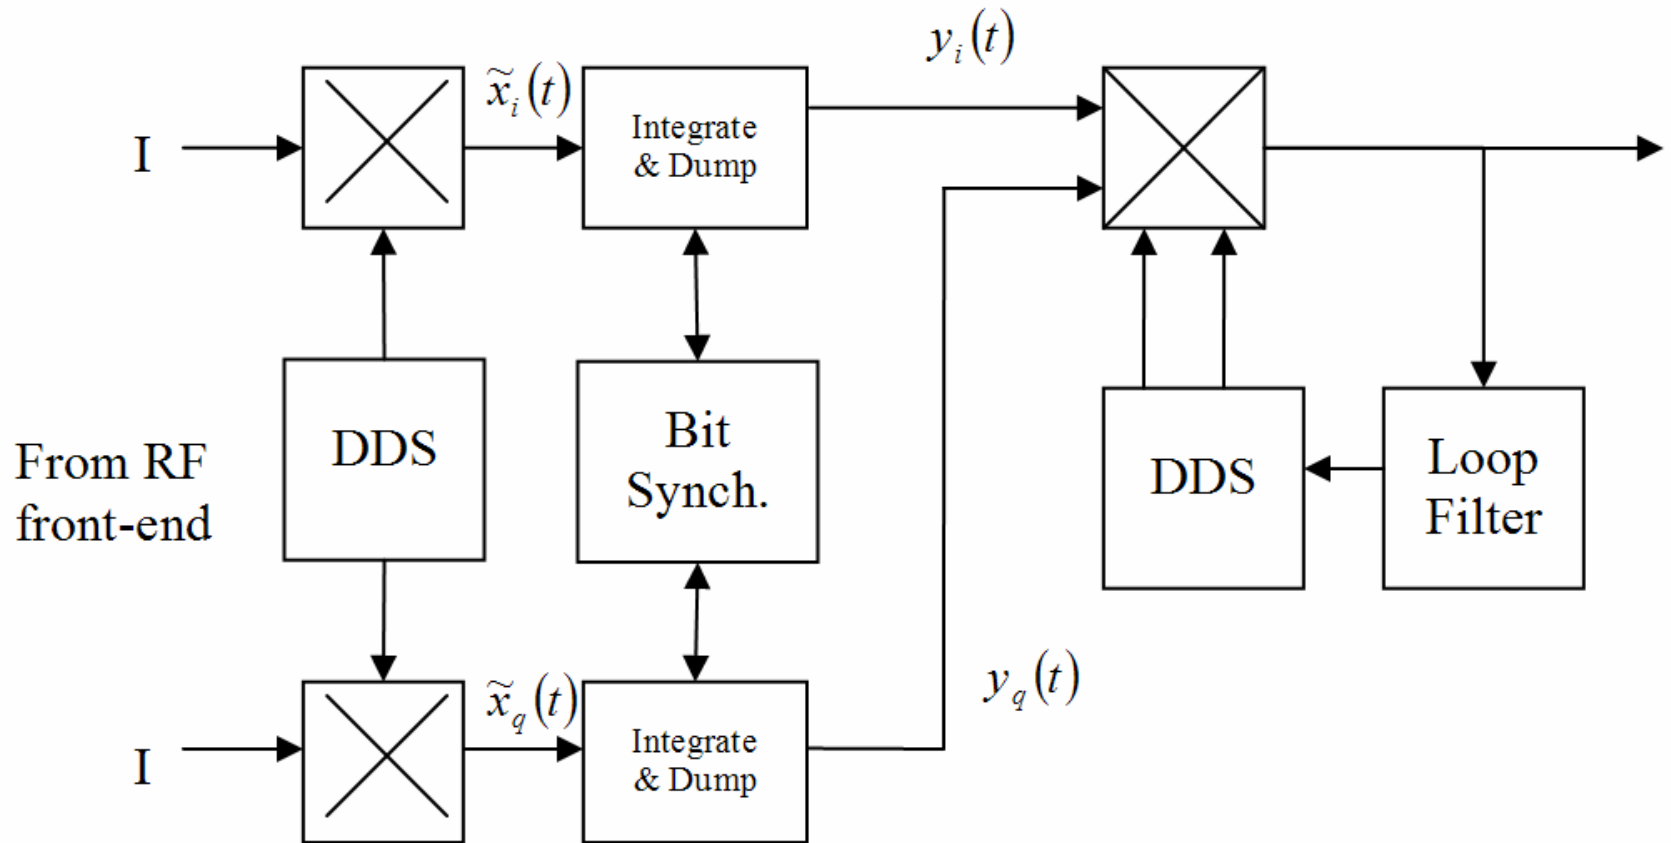 y_i(t)
x̃_i(t)
Integrate
& Dump
I
DDS
Bit
Synch.
From RF
front-end
DDS
Loop
Filter
x̃_q(t)
y_q(t)
Integrate
& Dump
I